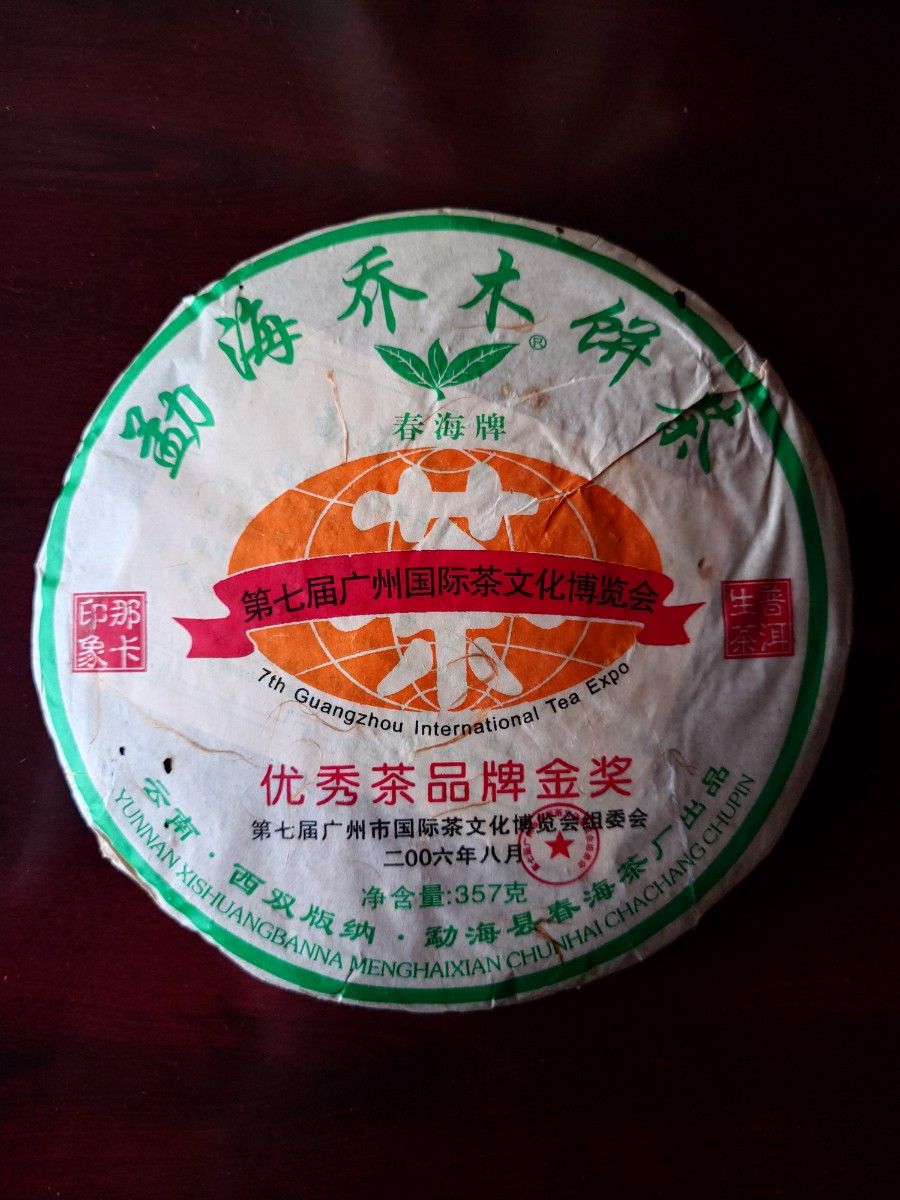 勐海乔木饼茶
®
春海牌
茶
第七届广州国际茶文化博览会
7th Guangzhou International Tea Expo
那卡
印象
普洱
生茶
优秀茶品牌金奖
第七届广州市国际茶文化博览会组委会
二00六年八月
净含量:357克
云南·西双版纳·勐海县春海茶厂出品
YUNNAN XISHUANGBANNA MENGHAIXIAN CHUNHAI CHACHANG CHUPIN